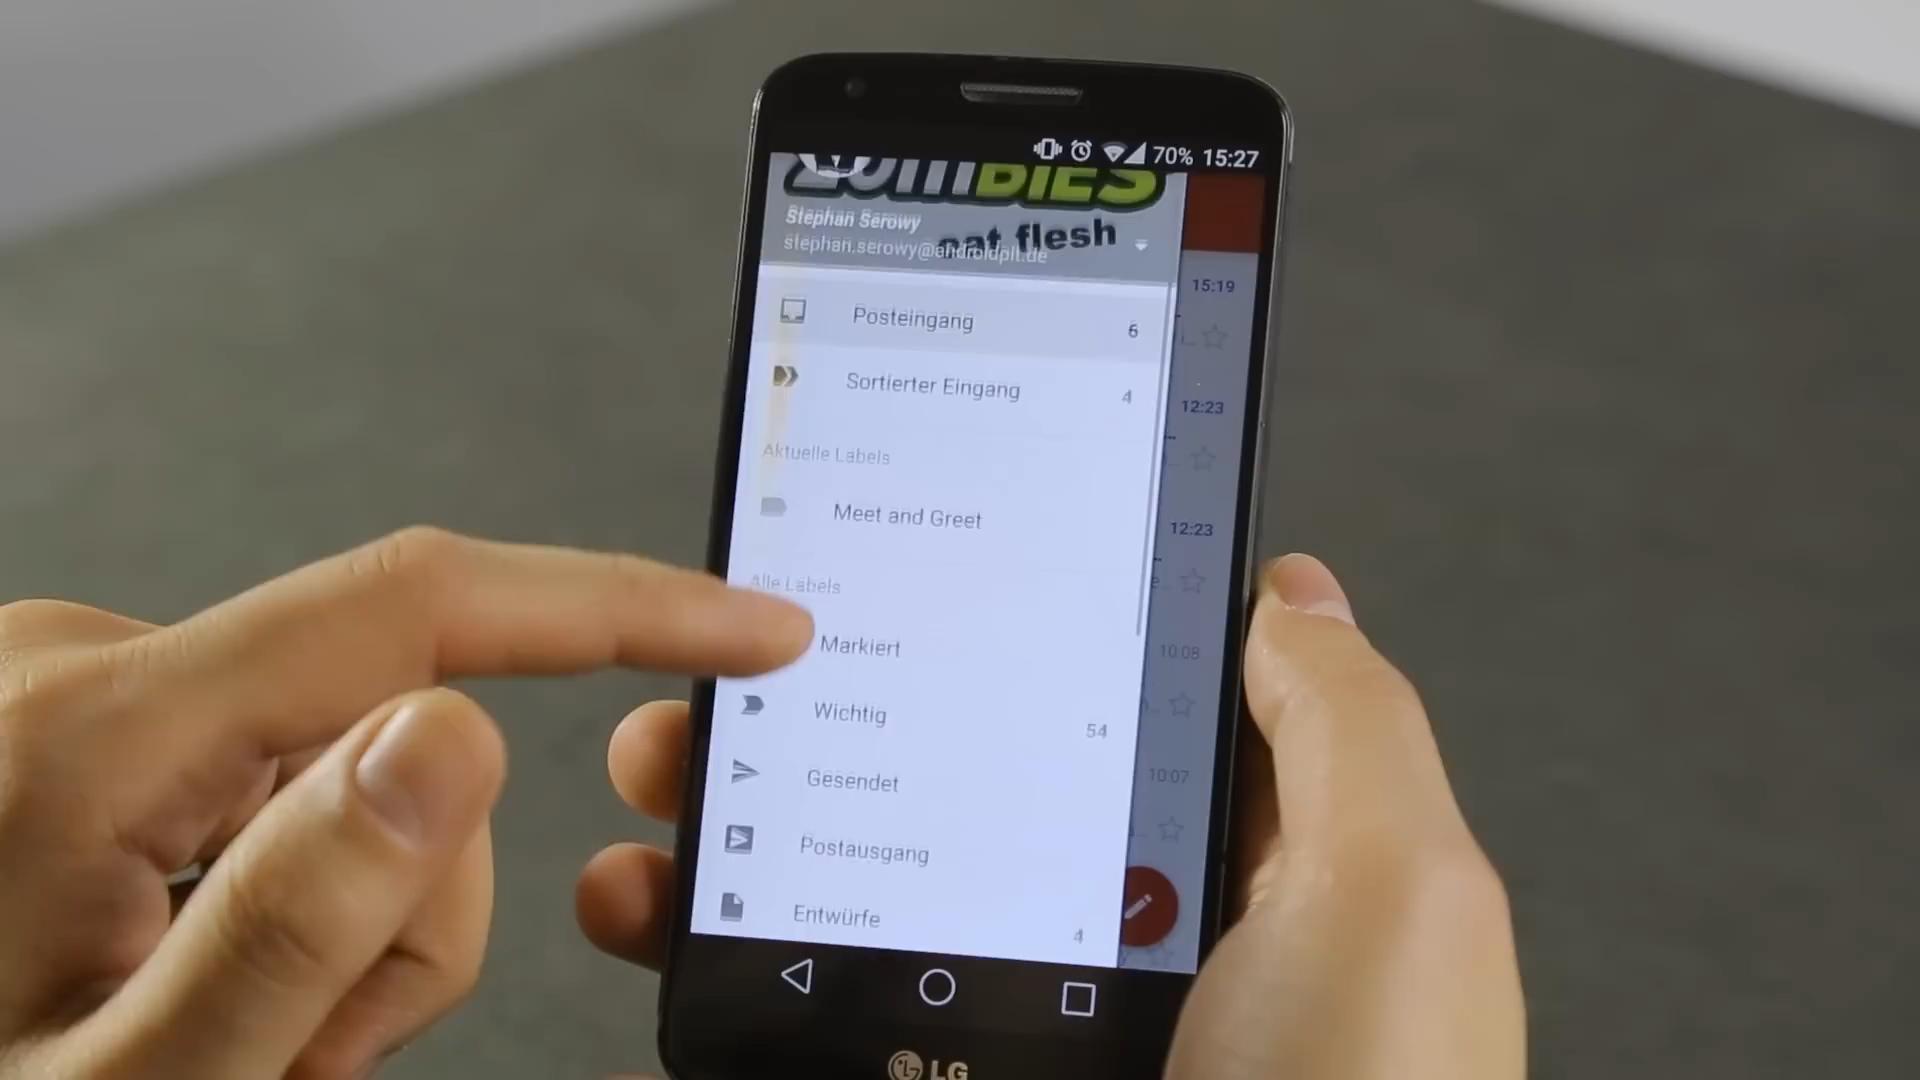 70% 15:27
ZOMBIES
eat flesh
Stephan Serowy
stephan.serowy@androidpit.de
Posteingang 6
Sortierter Eingang 4
Aktuelle Labels
Meet and Greet
Alle Labels
Markiert
Wichtig 54
Gesendet
Postausgang
Entwürfe 4
15:19
12:23
12:23
10:08
10:07
LG